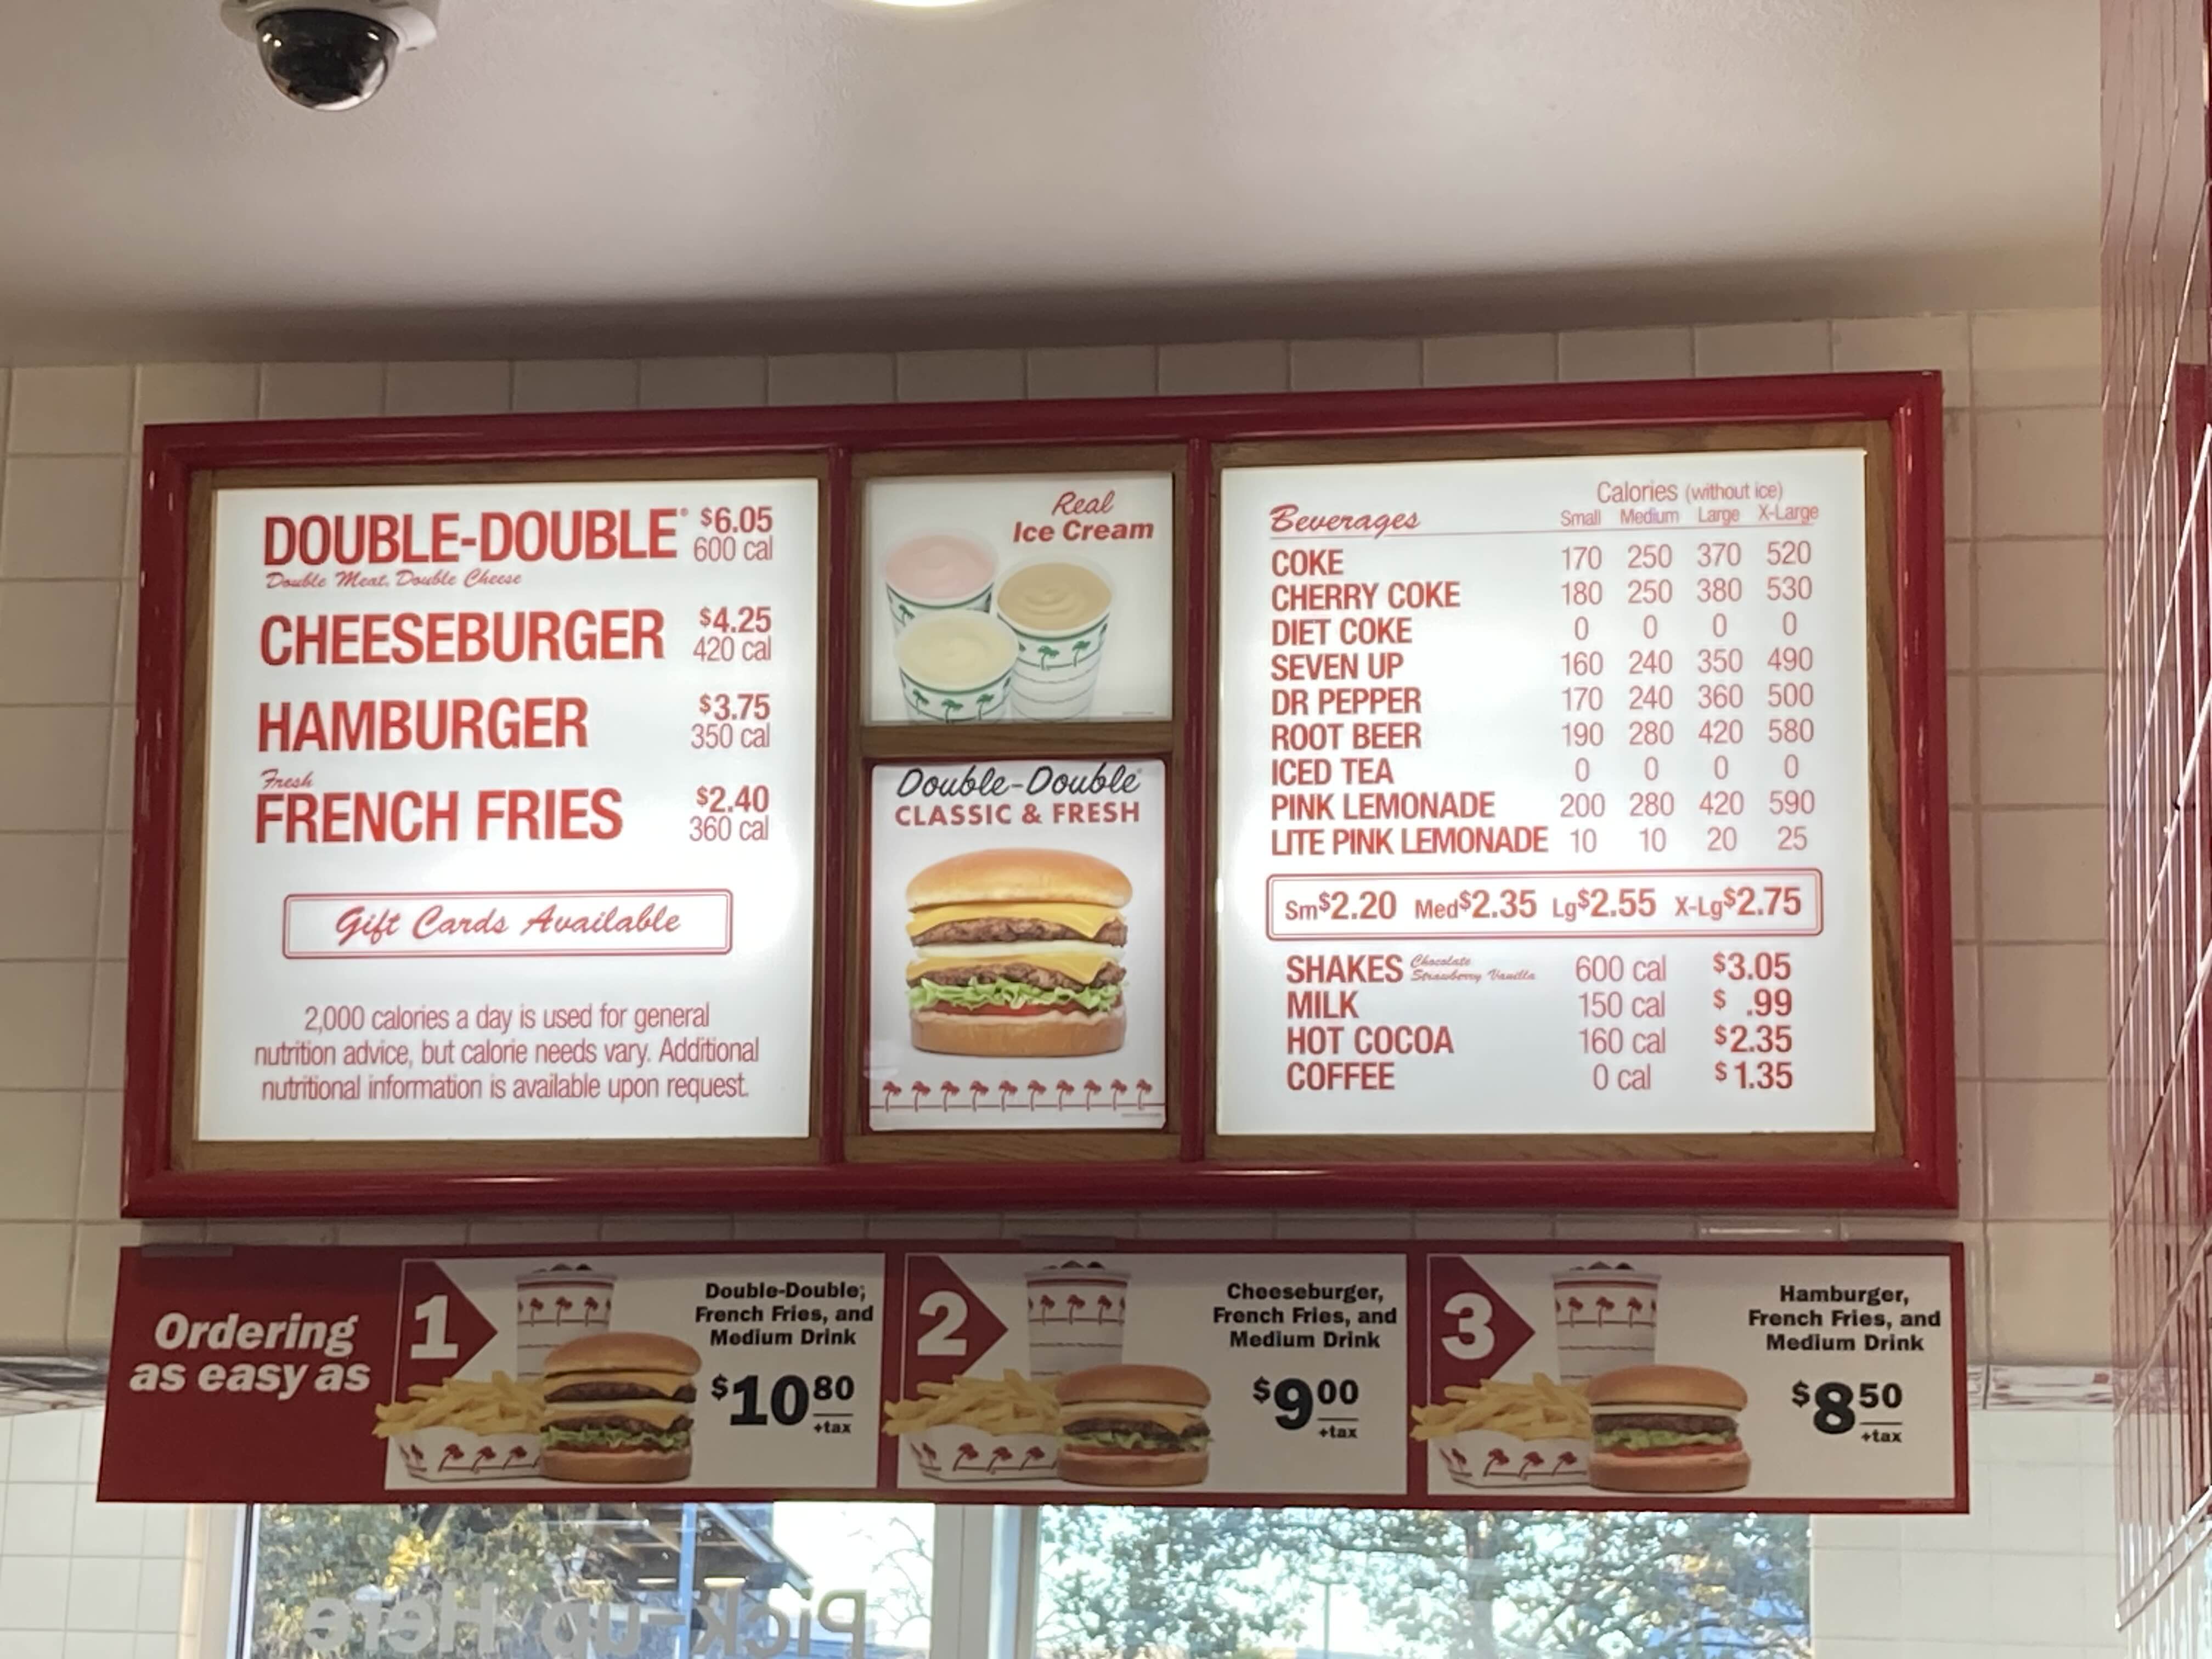 DOUBLE-DOUBLE® $6.05
600 cal
Double Meat, Double Cheese
CHEESEBURGER $4.25
420 cal
HAMBURGER $3.75
350 cal
Fresh
FRENCH FRIES $2.40
360 cal
Gift Cards Available
2,000 calories a day is used for general
nutrition advice, but calorie needs vary. Additional
nutritional information is available upon request.
Real
Ice Cream
Double-Double®
CLASSIC & FRESH
Calories (without ice)
Beverages Small Medium Large X-Large
COKE 170 250 370 520
CHERRY COKE 180 250 380 530
DIET COKE 0 0 0 0
SEVEN UP 160 240 350 490
DR PEPPER 170 240 360 500
ROOT BEER 190 280 420 580
ICED TEA 0 0 0 0
PINK LEMONADE 200 280 420 590
LITE PINK LEMONADE 10 10 20 25
Sm$2.20 Med$2.35 Lg$2.55 X-Lg$2.75
SHAKES Chocolate Strawberry Vanilla 600 cal $3.05
MILK 150 cal $ .99
HOT COCOA 160 cal $2.35
COFFEE 0 cal $1.35
Ordering
as easy as
1
Double-Double,
French Fries, and
Medium Drink
$10 80
+tax
2
Cheeseburger,
French Fries, and
Medium Drink
$9 00
+tax
3
Hamburger,
French Fries, and
Medium Drink
$8 50
+tax
Pick-up Here